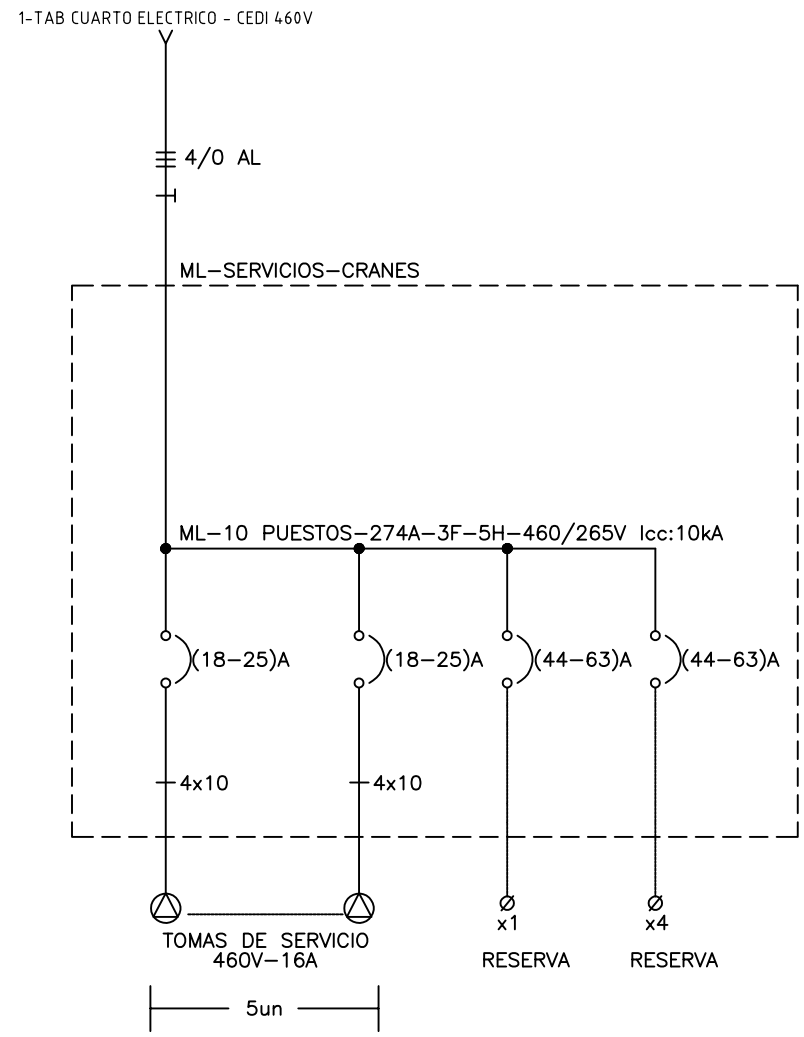 1-TAB CUARTO ELECTRICO - CEDI 460V
4/0 AL
ML-SERVICIOS-CRANES
ML-10 PUESTOS-274A-3F-5H-460/265V Icc:10kA
(18-25)A (18-25)A (44-63)A (44-63)A
4x10 4x10
x1 x4
TOMAS DE SERVICIO
460V-16A RESERVA RESERVA
5un